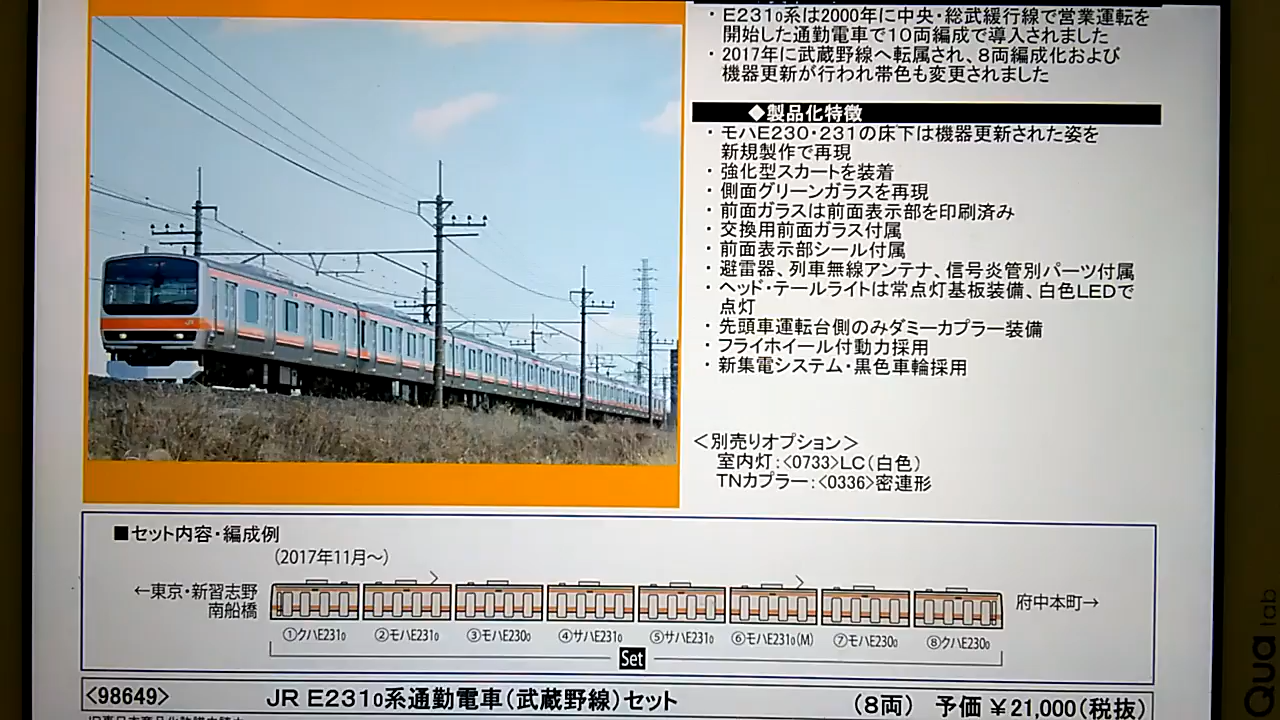 ・E231₀系は2000年に中央・総武緩行線で営業運転を
開始した通勤電車で10両編成で導入されました
・2017年に武蔵野線へ転属され、8両編成化および
機器更新が行われ帯色も変更されました
◆製品化特徴
・モハE230・231の床下は機器更新された姿を
新規製作で再現
・強化型スカートを装着
・側面グリーンガラスを再現
・前面ガラスは前面表示部を印刷済み
・交換用前面ガラス付属
・前面表示部シール付属
・避雷器、列車無線アンテナ、信号炎管別パーツ付属
・ヘッド・テールライトは常点灯基板装備、白色LEDで
点灯
・先頭車運転台側のみダミーカプラー装備
・フライホイール付動力採用
・新集電システム・黒色車輪採用
＜別売りオプション＞
室内灯:<0733>LC(白色)
TNカプラー:<0336>密連形
■セット内容・編成例
(2017年11月～)
←東京・新習志野
南船橋
府中本町→
①クハE231₀ ②モハE231₀ ③モハE230₀ ④サハE231₀ ⑤サハE231₀ ⑥モハE231₀(M) ⑦モハE230₀ ⑧クハE230₀
Set
<98649> JR E231₀系通勤電車(武蔵野線)セット (8両) 予価 ¥21,000(税抜)
Qua tab